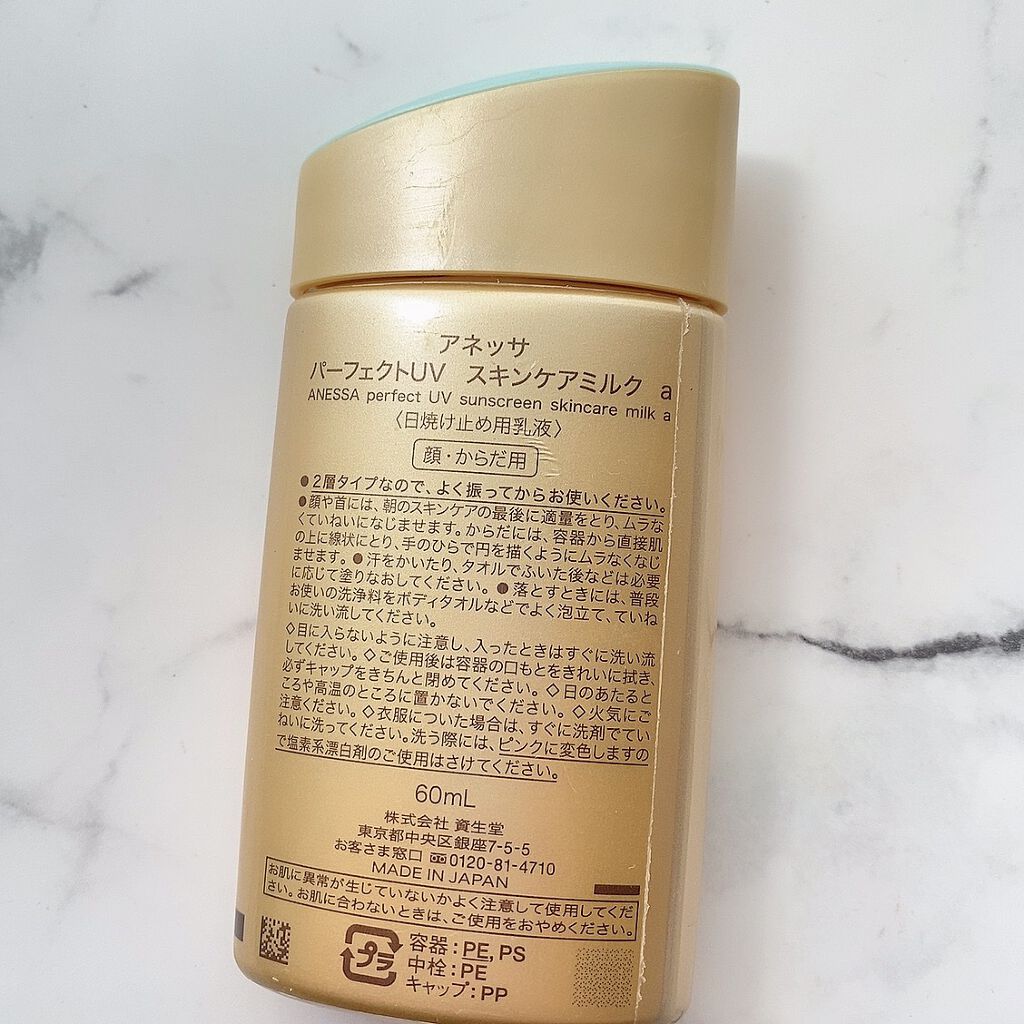 アネッサ
パーフェクトUV　スキンケアミルク　a
ANESSA perfect UV sunscreen skincare milk a
〈日焼け止め用乳液〉
顔・からだ用
●2層タイプなので、よく振ってからお使いください。
●顔や首には、朝のスキンケアの最後に適量をとり、ムラな
くていねいになじませます。からだには、容器から直接肌
の上に線状にとり、手のひらで円を描くようにムラなくなじ
ませます。●汗をかいたり、タオルでふいた後などは必要
に応じて塗りなおしてください。●落とすときには、普段
お使いの洗浄料をボディタオルなどでよく泡立て、ていね
いに洗い流してください。
◇目に入らないように注意し、入ったときはすぐに洗い流
してください。◇ご使用後は容器の口もとをきれいに拭き、
必ずキャップをきちんと閉めてください。◇日のあたると
ころや高温のところに置かないでください。◇火気にご
注意ください。◇衣服についた場合は、すぐに洗剤でてい
ねいに洗ってください。洗う際には、ピンクに変色しますの
で塩素系漂白剤のご使用はさけてください。
60mL
株式会社 資生堂
東京都中央区銀座7-5-5
お客さま窓口 0120-81-4710
MADE IN JAPAN
お肌に異常が生じていないかよく注意して使用してくだ
さい。お肌に合わないときは、ご使用をおやめください。
プラ
容器：PE, PS
中栓：PE
キャップ：PP